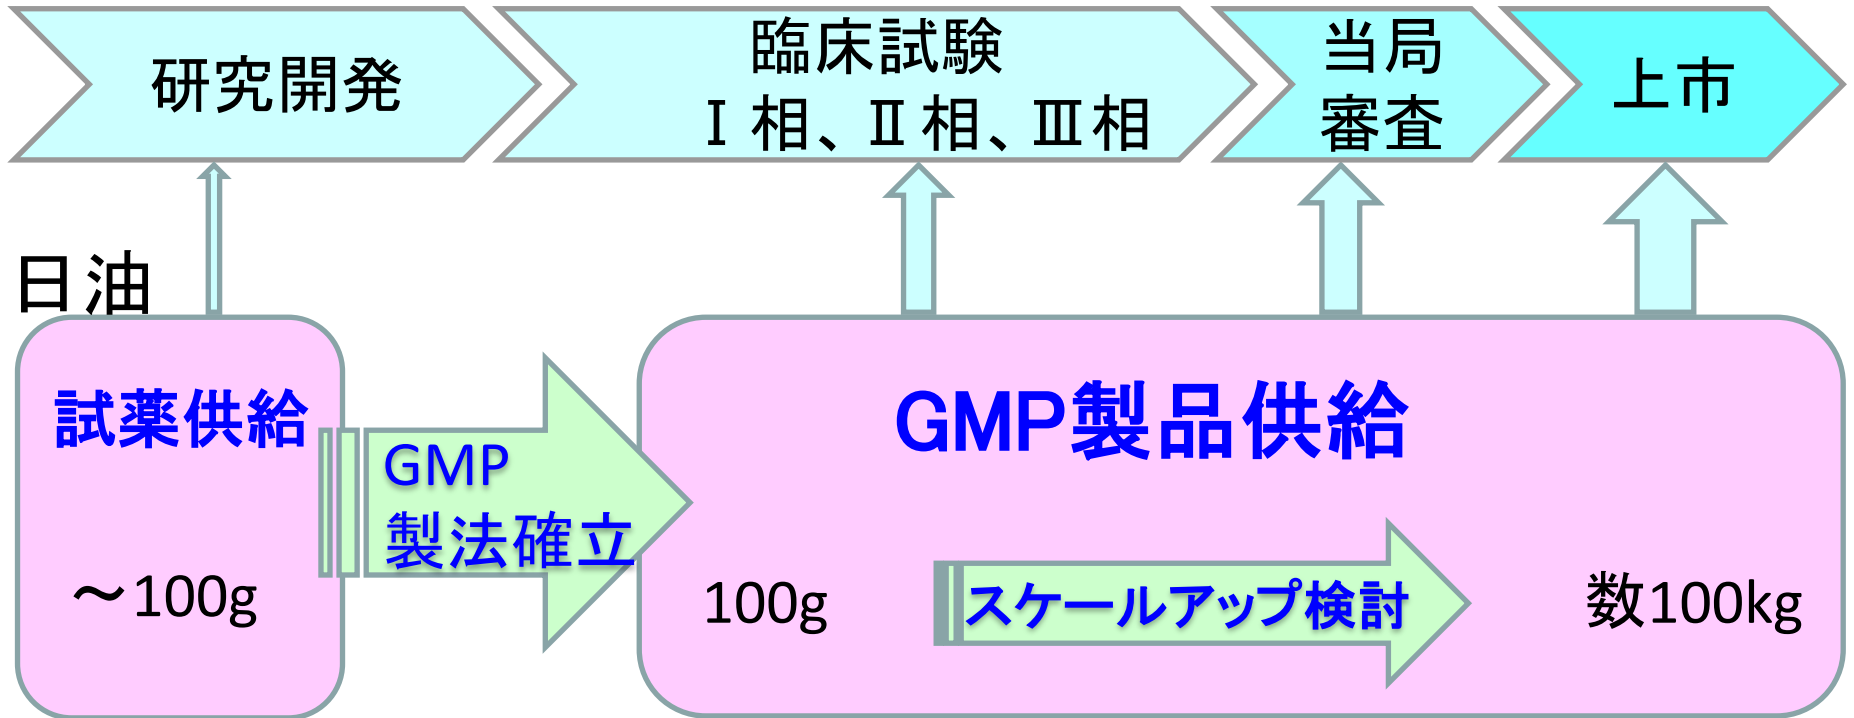 研究開発
臨床試験
Ⅰ相、Ⅱ相、Ⅲ相
当局
審査
上市
日油
試薬供給
～100g
GMP
製法確立
GMP製品供給
100g
スケールアップ検討
数100kg